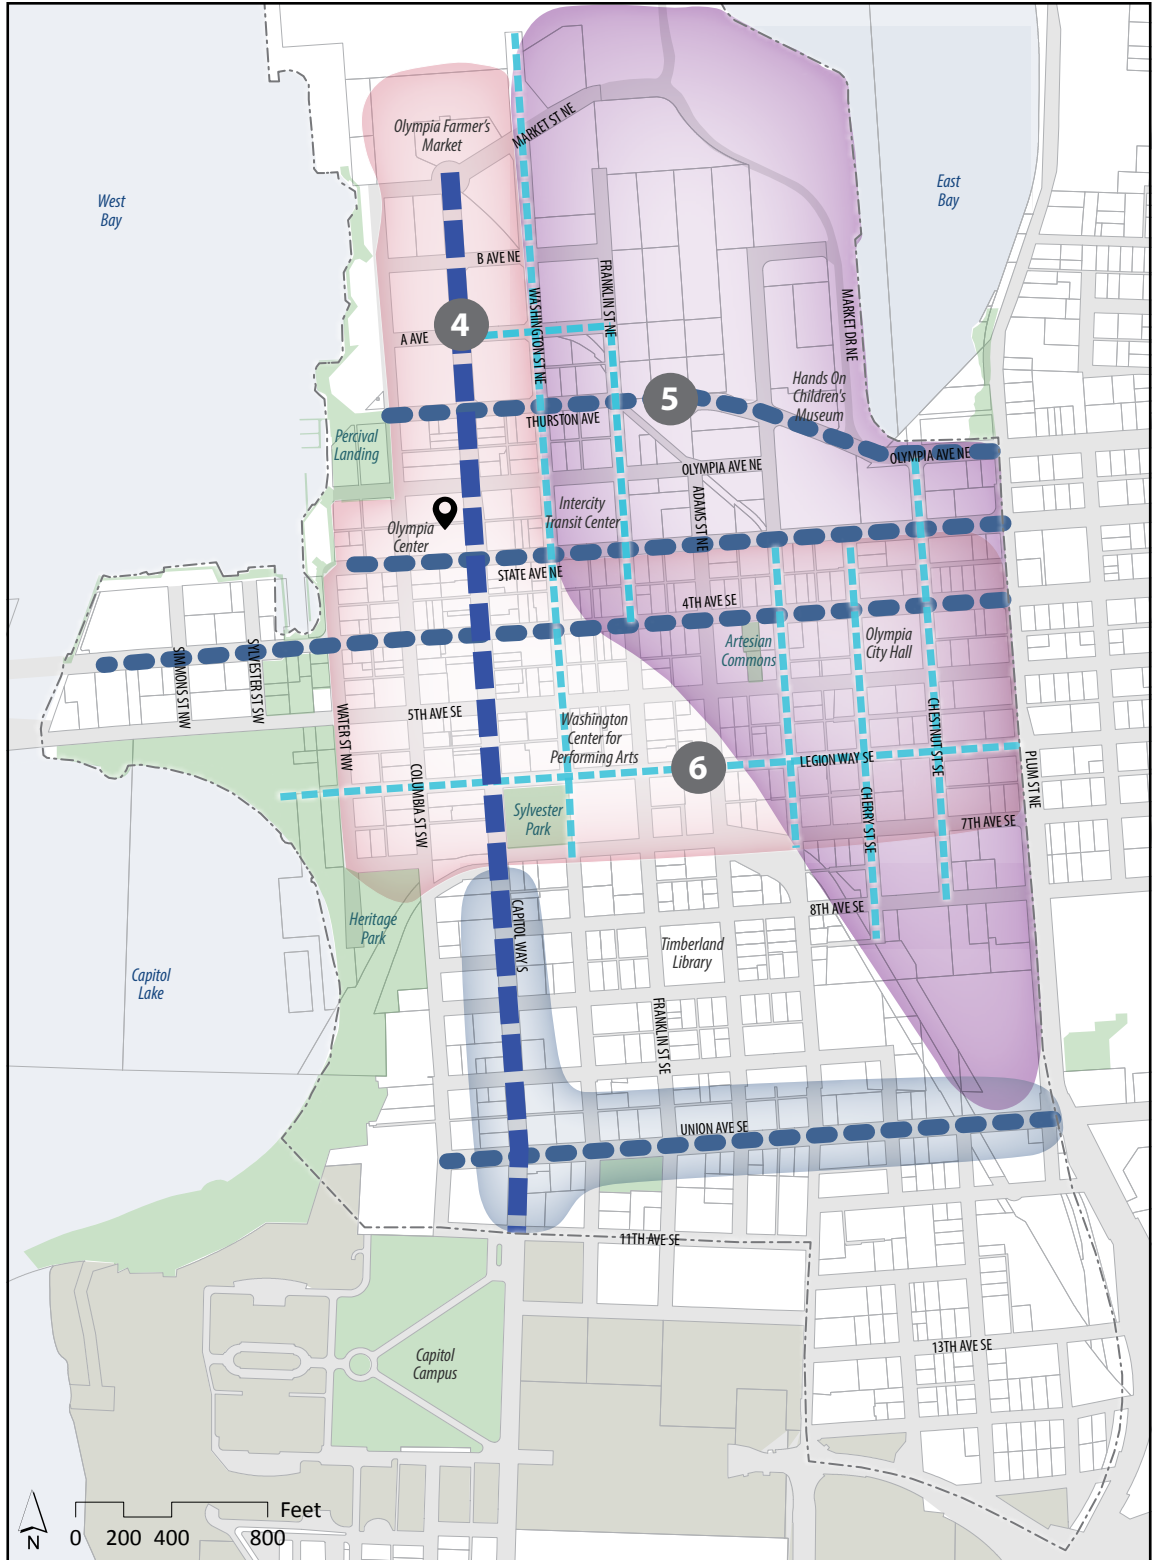 Olympia Farmer's
Market
MARKET ST NE
West
Bay
East
Bay
B AVE NE
WASHINGTON ST NE
FRANKLIN ST NE
MARKET DR NE
4
A AVE
5
Hands On
Children's
Museum
THURSTON AVE
Percival
Landing
OLYMPIA AVE NE
OLYMPIA AVE NE
ADAMS ST NE
Intercity
Transit Center
Olympia
Center
STATE AVE NE
4TH AVE SE
Artesian
Commons
Olympia
City Hall
SIMMONS ST NW
SYLVESTER ST SW
WATER ST NW
5TH AVE SE
Washington
Center for
Performing Arts
CHESTNUT ST SE
6
LEGION WAY SE
PLUM ST NE
COLUMBIA ST SW
Sylvester
Park
CHERRY ST SE
7TH AVE SE
Heritage
Park
CAPITOL WAY S
8TH AVE SE
Timberland
Library
Capitol
Lake
FRANKLIN ST SE
UNION AVE SE
11TH AVE SE
Capitol
Campus
13TH AVE SE
N
Feet
0 200 400 800